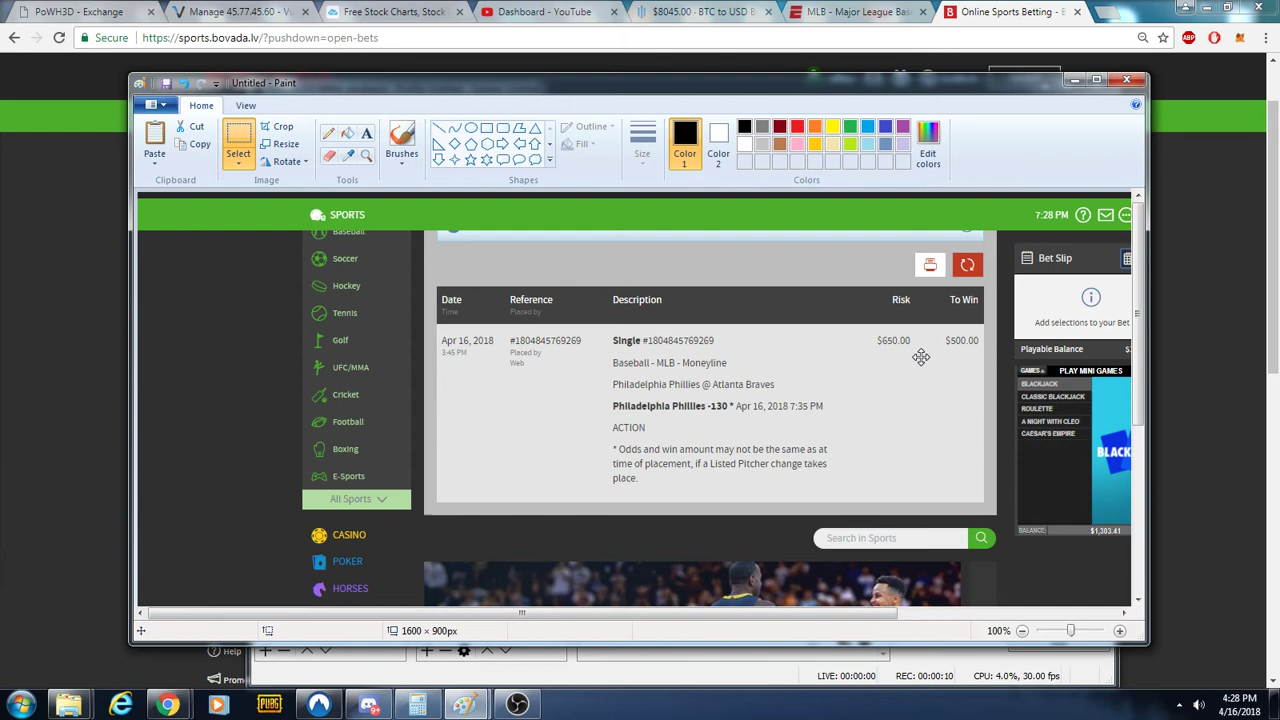 PoWH3D - Exchange
Manage 45.77.45.60 - Vu
Free Stock Charts, Stock
Dashboard - YouTube
$8045.00 - BTC to USD B
MLB - Major League Bas
Online Sports Betting - B
Secure
https://sports.bovada.lv/?pushdown=open-bets
ABP
Untitled - Paint
Home
View
Paste
Cut
Copy
Clipboard
Select
Crop
Resize
Rotate
Image
A
Tools
Brushes
Outline
Fill
Shapes
Size
Color
1
Color
2
Edit
colors
Colors
SPORTS
7:28 PM
Baseball
Soccer
Hockey
Tennis
Golf
UFC/MMA
Cricket
Football
Boxing
E-Sports
All Sports
CASINO
POKER
HORSES
Date
Time
Reference
Placed by
Description
Risk
To Win
Apr 16, 2018
3:45 PM
#1804845769269
Placed by
Web
Single #1804845769269
$650.00
$500.00
Baseball - MLB - Moneyline
Philadelphia Phillies @ Atlanta Braves
Philadelphia Phillies -130 * Apr 16, 2018 7:35 PM
ACTION
* Odds and win amount may not be the same as at
time of placement, if a Listed Pitcher change takes
place.
Search in Sports
Bet Slip
Add selections to your Bet
Playable Balance
GAMES
PLAY MINI GAMES
BLACKJACK
CLASSIC BLACKJACK
ROULETTE
A NIGHT WITH CLEO
CAESAR'S EMPIRE
BLACK
BALANCE:
$1,303.41
1600 × 900px
100%
Help
Promo
LIVE: 00:00:00
REC: 00:00:10
CPU: 4.0%, 30.00 fps
PUBG
4:28 PM
4/16/2018